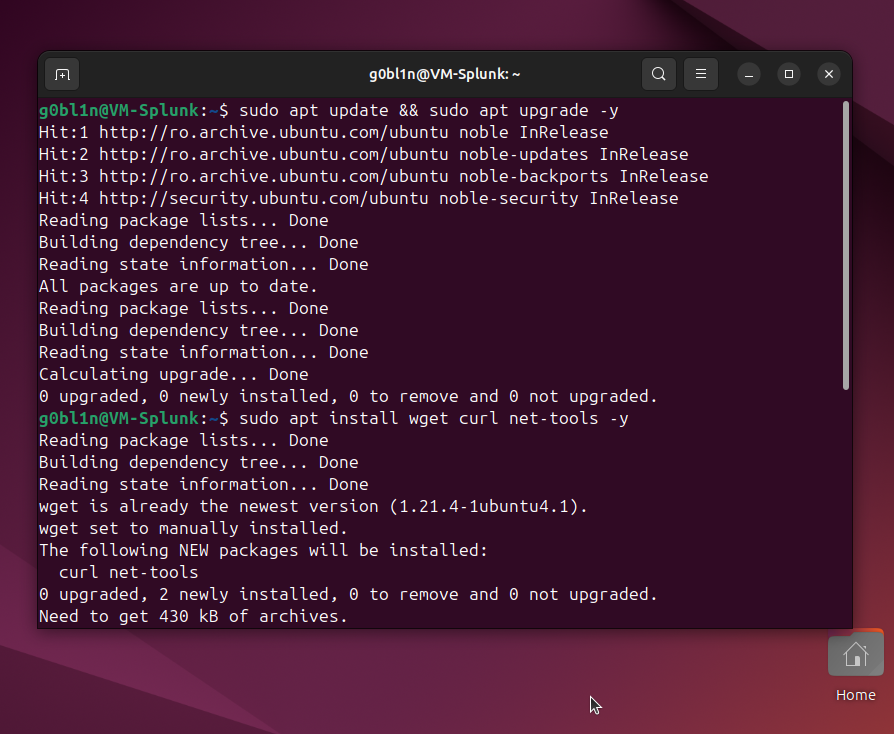 g0bl1n@VM-Splunk: ~
g0bl1n@VM-Splunk:~$ sudo apt update && sudo apt upgrade -y
Hit:1 http://ro.archive.ubuntu.com/ubuntu noble InRelease
Hit:2 http://ro.archive.ubuntu.com/ubuntu noble-updates InRelease
Hit:3 http://ro.archive.ubuntu.com/ubuntu noble-backports InRelease
Hit:4 http://security.ubuntu.com/ubuntu noble-security InRelease
Reading package lists... Done
Building dependency tree... Done
Reading state information... Done
All packages are up to date.
Reading package lists... Done
Building dependency tree... Done
Reading state information... Done
Calculating upgrade... Done
0 upgraded, 0 newly installed, 0 to remove and 0 not upgraded.
g0bl1n@VM-Splunk:~$ sudo apt install wget curl net-tools -y
Reading package lists... Done
Building dependency tree... Done
Reading state information... Done
wget is already the newest version (1.21.4-1ubuntu4.1).
wget set to manually installed.
The following NEW packages will be installed:
  curl net-tools
0 upgraded, 2 newly installed, 0 to remove and 0 not upgraded.
Need to get 430 kB of archives.
Home